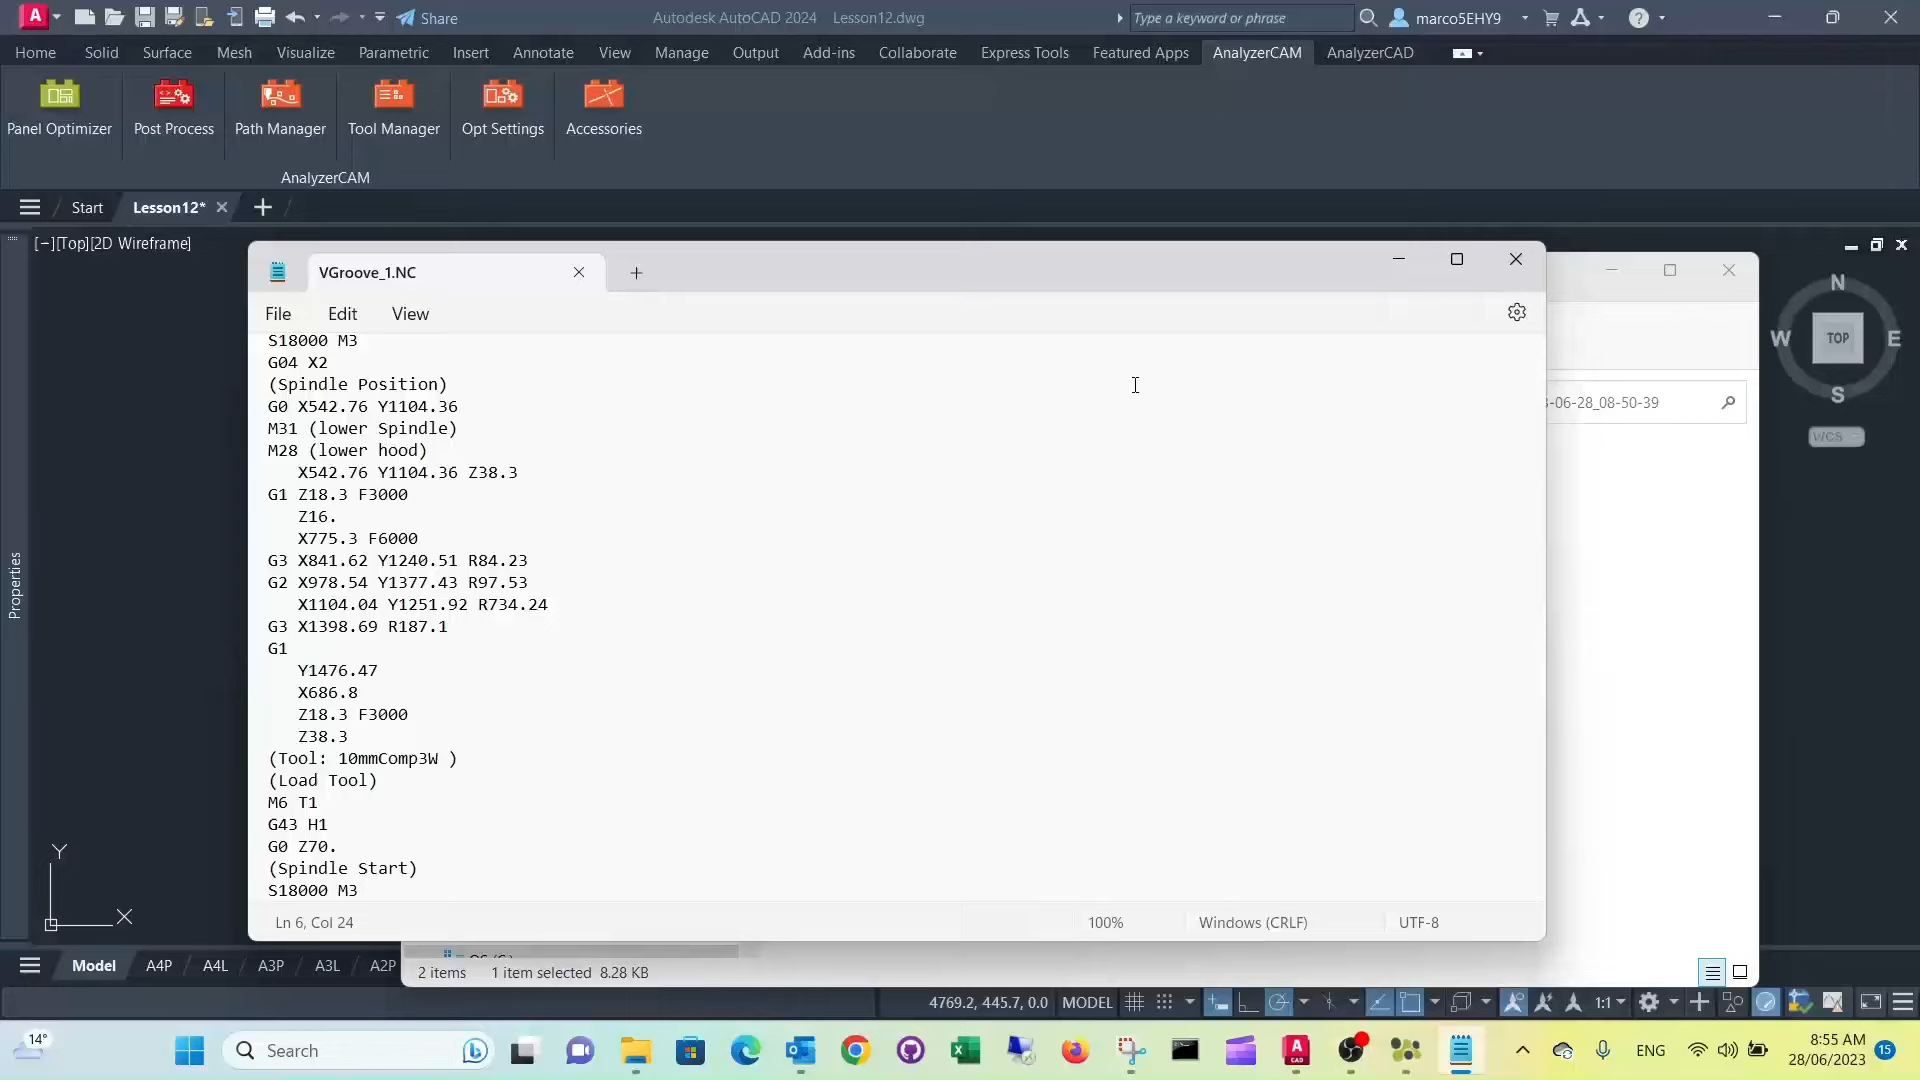 Share
Autodesk AutoCAD 2024 Lesson12.dwg
Type a keyword or phrase
marco5EHY9
Home Solid Surface Mesh Visualize Parametric Insert Annotate View Manage Output Add-ins Collaborate Express Tools Featured Apps AnalyzerCAM AnalyzerCAD
Panel Optimizer Post Process Path Manager Tool Manager Opt Settings Accessories
AnalyzerCAM
Start Lesson12*
[−][Top][2D Wireframe]
VGroove_1.NC
File Edit View
S18000 M3
G04 X2
(Spindle Position)
G0 X542.76 Y1104.36
M31 (lower Spindle)
M28 (lower hood)
X542.76 Y1104.36 Z38.3
G1 Z18.3 F3000
Z16.
X775.3 F6000
G3 X841.62 Y1240.51 R84.23
G2 X978.54 Y1377.43 R97.53
X1104.04 Y1251.92 R734.24
G3 X1398.69 R187.1
G1
Y1476.47
X686.8
Z18.3 F3000
Z38.3
(Tool: 10mmComp3W )
(Load Tool)
M6 T1
G43 H1
G0 Z70.
(Spindle Start)
S18000 M3
Ln 6, Col 24 100% Windows (CRLF) UTF-8
-06-28_08-50-39
N
W TOP E
S
WCS
Properties
Y
X
2 items 1 item selected 8.28 KB
Model A4P A4L A3P A3L A2P
4769.2, 445.7, 0.0 MODEL 1:1
14°
Search
ENG
8:55 AM
28/06/2023
15